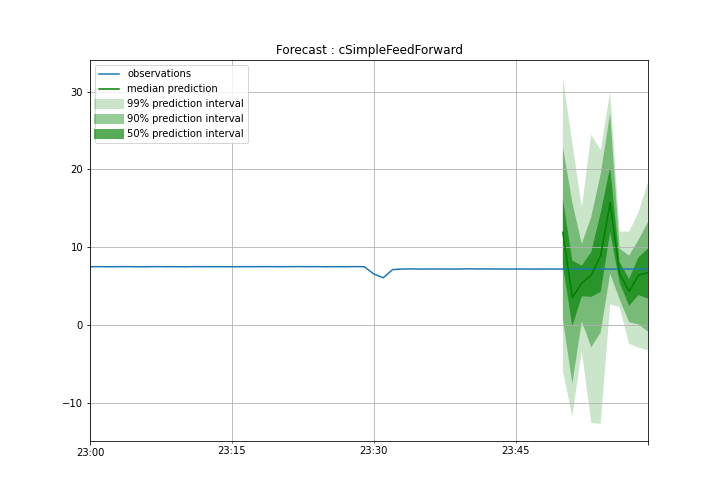 Forecast : cSimpleFeedForward
observations
median prediction
99% prediction interval
90% prediction interval
50% prediction interval
30
20
10
0
−10
23:00
23:15
23:30
23:45